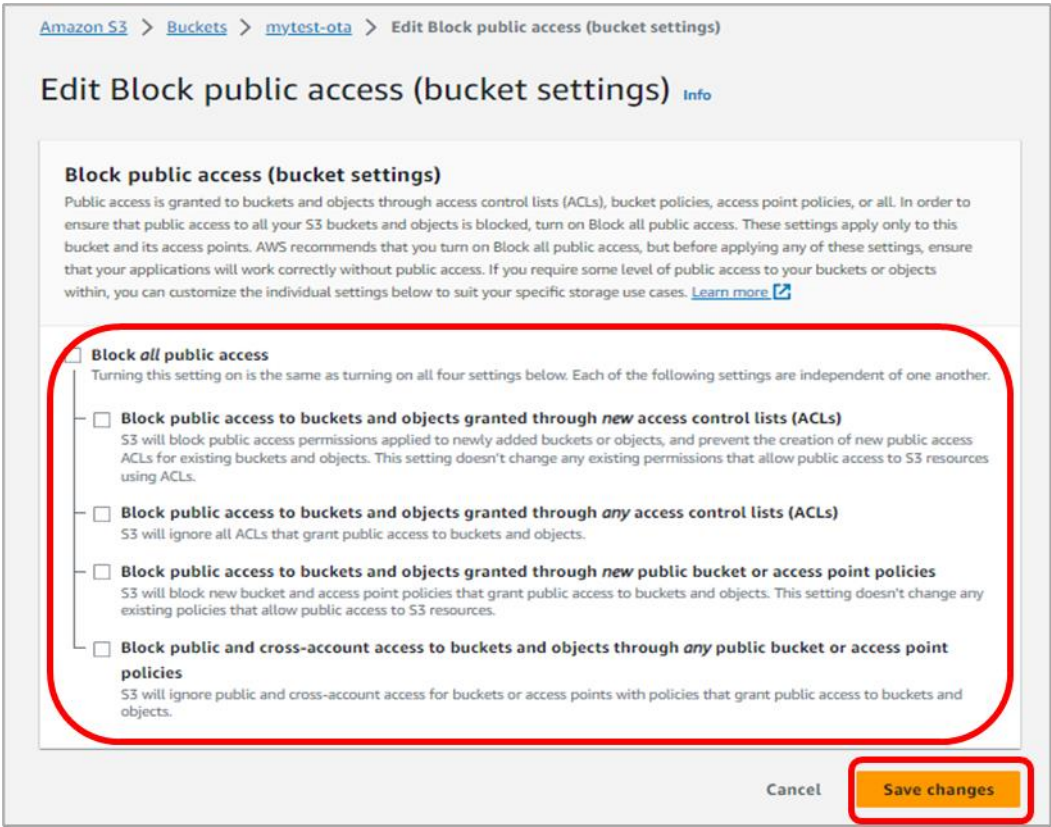 Amazon S3 > Buckets > mytest-ota > Edit Block public access (bucket settings)
Edit Block public access (bucket settings) Info
Block public access (bucket settings)
Public access is granted to buckets and objects through access control lists (ACLs), bucket policies, access point policies, or all. In order to
ensure that public access to all your S3 buckets and objects is blocked, turn on Block all public access. These settings apply only to this
bucket and its access points. AWS recommends that you turn on Block all public access, but before applying any of these settings, ensure
that your applications will work correctly without public access. If you require some level of public access to your buckets or objects
within, you can customize the individual settings below to suit your specific storage use cases. Learn more
Block all public access
Turning this setting on is the same as turning on all four settings below. Each of the following settings are independent of one another.
Block public access to buckets and objects granted through new access control lists (ACLs)
S3 will block public access permissions applied to newly added buckets or objects, and prevent the creation of new public access
ACLs for existing buckets and objects. This setting doesn't change any existing permissions that allow public access to S3 resources
using ACLs.
Block public access to buckets and objects granted through any access control lists (ACLs)
S3 will ignore all ACLs that grant public access to buckets and objects.
Block public access to buckets and objects granted through new public bucket or access point policies
S3 will block new bucket and access point policies that grant public access to buckets and objects. This setting doesn't change any
existing policies that allow public access to S3 resources.
Block public and cross-account access to buckets and objects through any public bucket or access point
policies
S3 will ignore public and cross-account access for buckets or access points with policies that grant public access to buckets and
objects.
Cancel Save changes